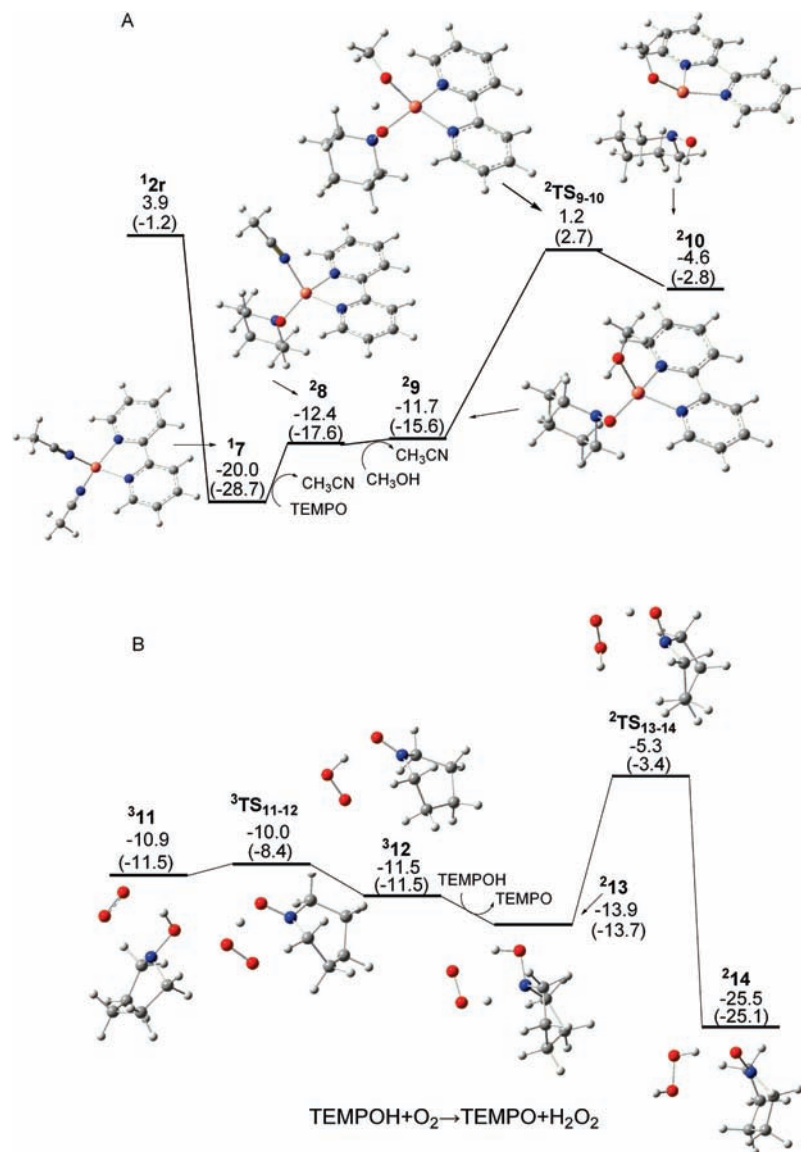 A
¹2r
3.9
(-1.2)
²TS₉₋₁₀
1.2
(2.7)
²10
-4.6
(-2.8)
²8
-12.4
(-17.6)
²9
-11.7
(-15.6)
¹7
-20.0
(-28.7)
CH₃CN
TEMPO
CH₃CN
CH₃OH
B
²TS₁₃₋₁₄
-5.3
(-3.4)
³11
-10.9
(-11.5)
³TS₁₁₋₁₂
-10.0
(-8.4)
³12
-11.5
(-11.5)
TEMPOH
TEMPO
²13
-13.9
(-13.7)
²14
-25.5
(-25.1)
TEMPOH+O₂→TEMPO+H₂O₂